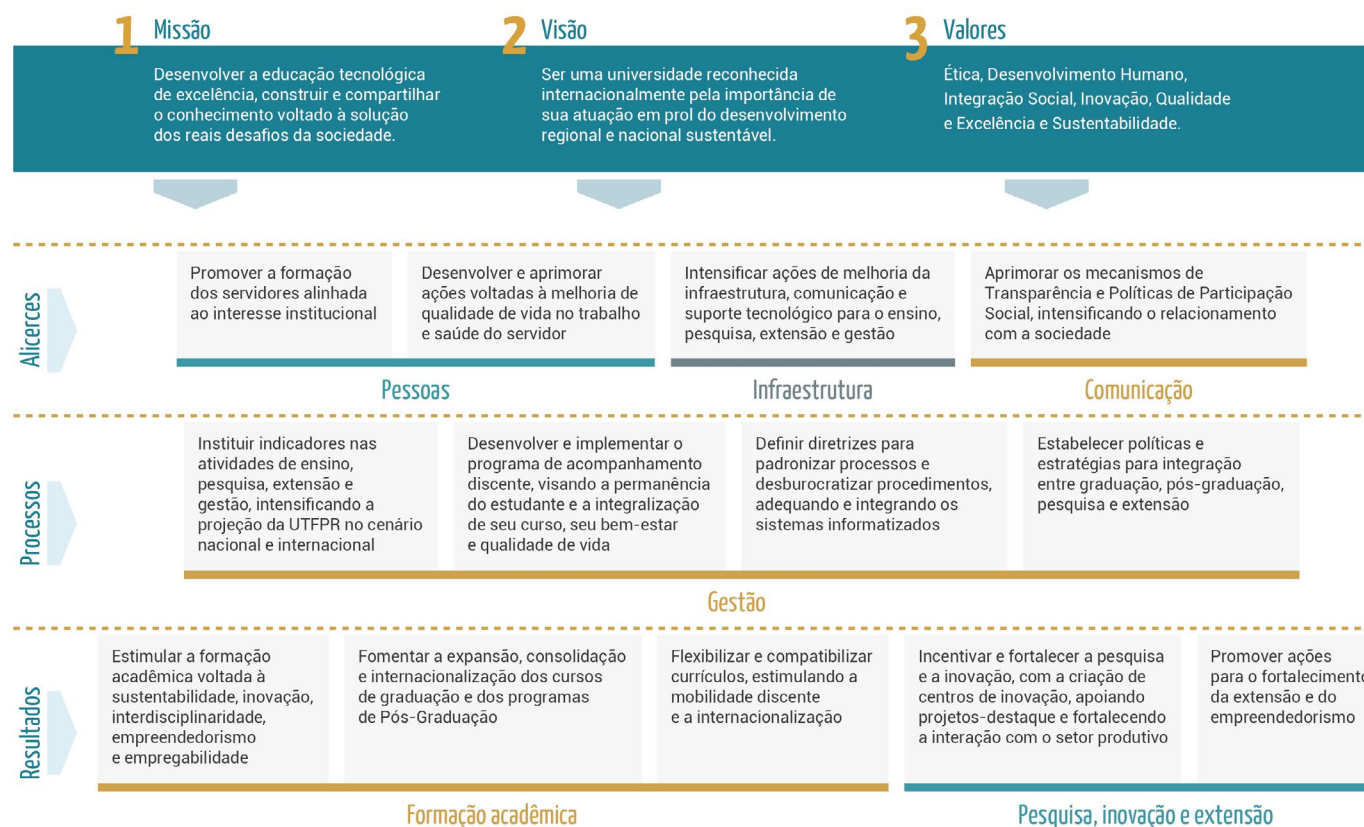 1 Missão
Desenvolver a educação tecnológica
de excelência, construir e compartilhar
o conhecimento voltado à solução
dos reais desafios da sociedade.
2 Visão
Ser uma universidade reconhecida
internacionalmente pela importância de
sua atuação em prol do desenvolvimento
regional e nacional sustentável.
3 Valores
Ética, Desenvolvimento Humano,
Integração Social, Inovação, Qualidade
e Excelência e Sustentabilidade.
Alicerces
Promover a formação
dos servidores alinhada
ao interesse institucional
Desenvolver e aprimorar
ações voltadas à melhoria de
qualidade de vida no trabalho
e saúde do servidor
Pessoas
Intensificar ações de melhoria da
infraestrutura, comunicação e
suporte tecnológico para o ensino,
pesquisa, extensão e gestão
Infraestrutura
Aprimorar os mecanismos de
Transparência e Políticas de Participação
Social, intensificando o relacionamento
com a sociedade
Comunicação
Processos
Instituir indicadores nas
atividades de ensino,
pesquisa, extensão e
gestão, intensificando a
projeção da UTFPR no cenário
nacional e internacional
Desenvolver e implementar o
programa de acompanhamento
discente, visando a permanência
do estudante e a integralização
de seu curso, seu bem-estar
e qualidade de vida
Definir diretrizes para
padronizar processos e
desburocratizar procedimentos,
adequando e integrando os
sistemas informatizados
Estabelecer políticas e
estratégias para integração
entre graduação, pós-graduação,
pesquisa e extensão
Gestão
Resultados
Estimular a formação
acadêmica voltada à
sustentabilidade, inovação,
interdisciplinaridade,
empreendedorismo
e empregabilidade
Fomentar a expansão, consolidação
e internacionalização dos cursos
de graduação e dos programas
de Pós-Graduação
Flexibilizar e compatibilizar
currículos, estimulando a
mobilidade discente
e a internacionalização
Formação acadêmica
Incentivar e fortalecer a pesquisa
e a inovação, com a criação de
centros de inovação, apoiando
projetos-destaque e fortalecendo
a interação com o setor produtivo
Promover ações
para o fortalecimento
da extensão e do
empreendedorismo
Pesquisa, inovação e extensão